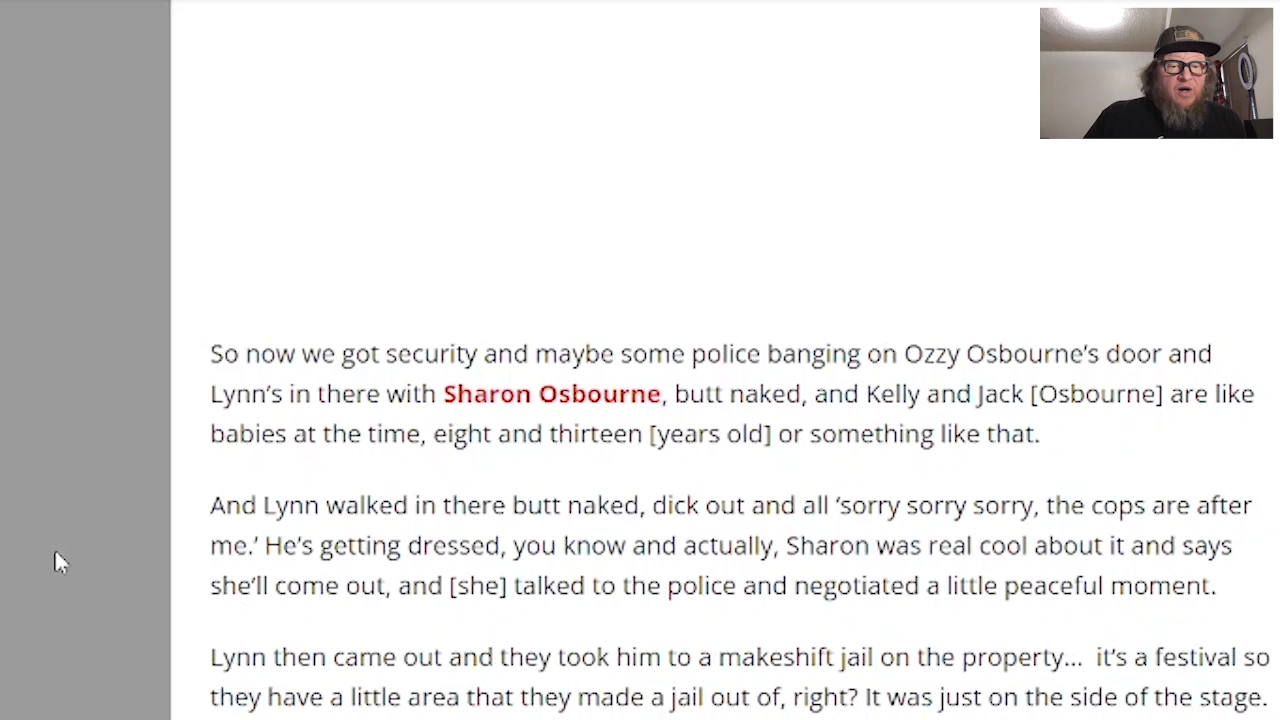 So now we got security and maybe some police banging on Ozzy Osbourne’s door and
Lynn’s in there with Sharon Osbourne, butt naked, and Kelly and Jack [Osbourne] are like
babies at the time, eight and thirteen [years old] or something like that.
And Lynn walked in there butt naked, dick out and all ‘sorry sorry sorry, the cops are after
me.’ He’s getting dressed, you know and actually, Sharon was real cool about it and says
she’ll come out, and [she] talked to the police and negotiated a little peaceful moment.
Lynn then came out and they took him to a makeshift jail on the property… it’s a festival so
they have a little area that they made a jail out of, right? It was just on the side of the stage.